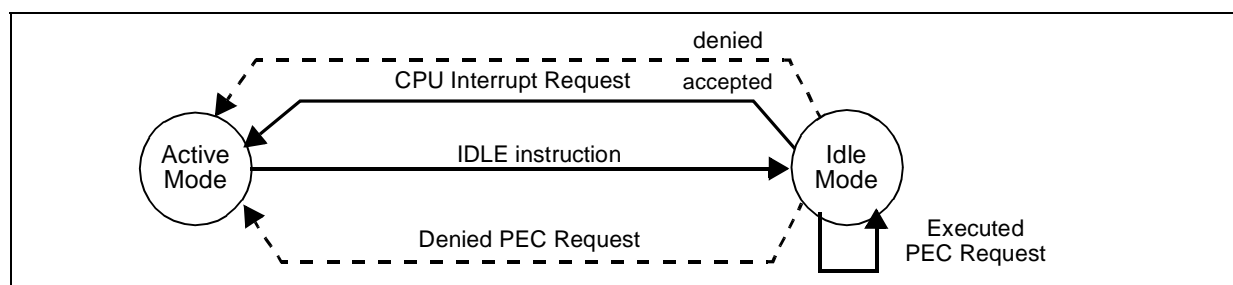 denied
CPU Interrupt Request
accepted
Active
Mode
IDLE instruction
Idle
Mode
Denied PEC Request
Executed
PEC Request